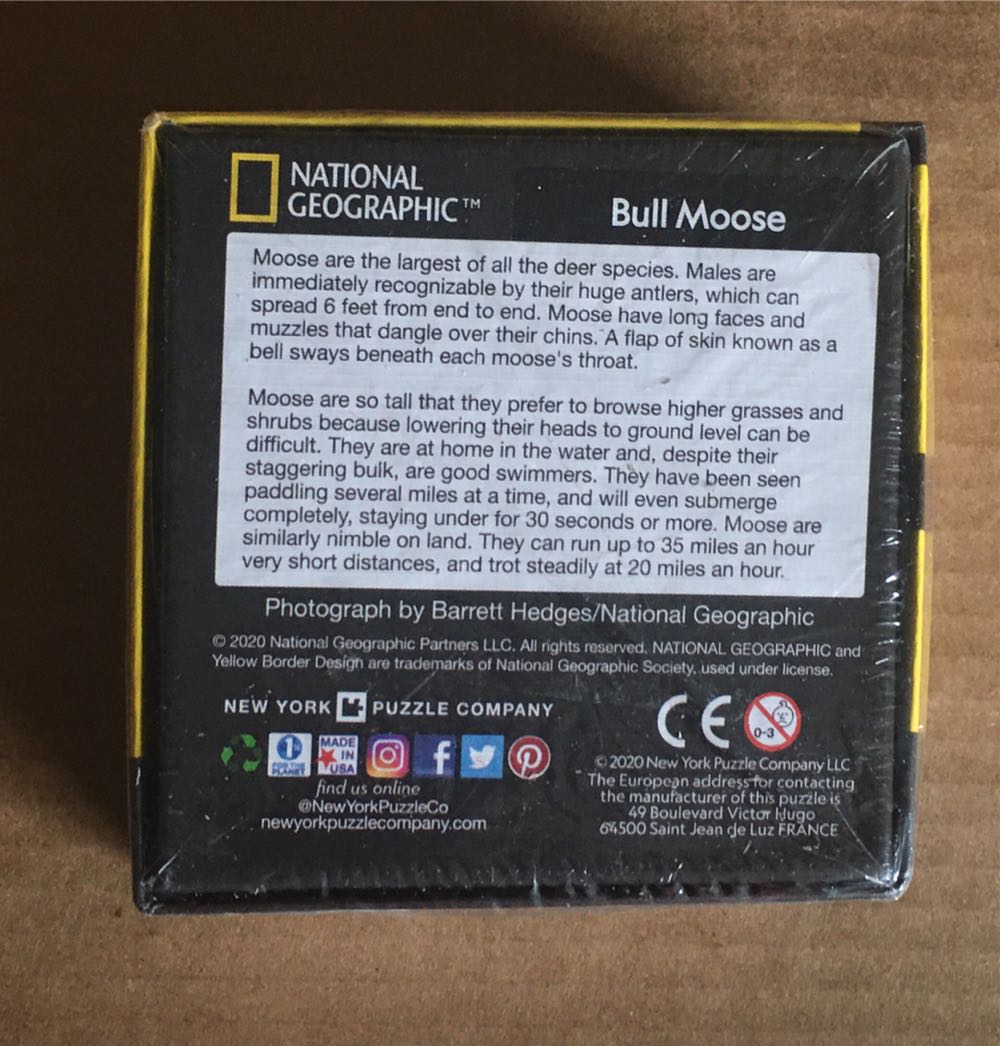 NATIONAL
GEOGRAPHIC™
Bull Moose
Moose are the largest of all the deer species. Males are
immediately recognizable by their huge antlers, which can
spread 6 feet from end to end. Moose have long faces and
muzzles that dangle over their chins. A flap of skin known as a
bell sways beneath each moose's throat.
Moose are so tall that they prefer to browse higher grasses and
shrubs because lowering their heads to ground level can be
difficult. They are at home in the water and, despite their
staggering bulk, are good swimmers. They have been seen
paddling several miles at a time, and will even submerge
completely, staying under for 30 seconds or more. Moose are
similarly nimble on land. They can run up to 35 miles an hour
very short distances, and trot steadily at 20 miles an hour.
Photograph by Barrett Hedges/National Geographic
© 2020 National Geographic Partners LLC. All rights reserved. NATIONAL GEOGRAPHIC and
Yellow Border Design are trademarks of National Geographic Society, used under license.
NEW YORK PUZZLE COMPANY
1%
FOR THE
PLANET
MADE
IN
USA
find us online
@NewYorkPuzzleCo
newyorkpuzzlecompany.com
CE
0-3
© 2020 New York Puzzle Company LLC
The European address for contacting
the manufacturer of this puzzle is
49 Boulevard Victor Hugo
64500 Saint Jean de Luz FRANCE